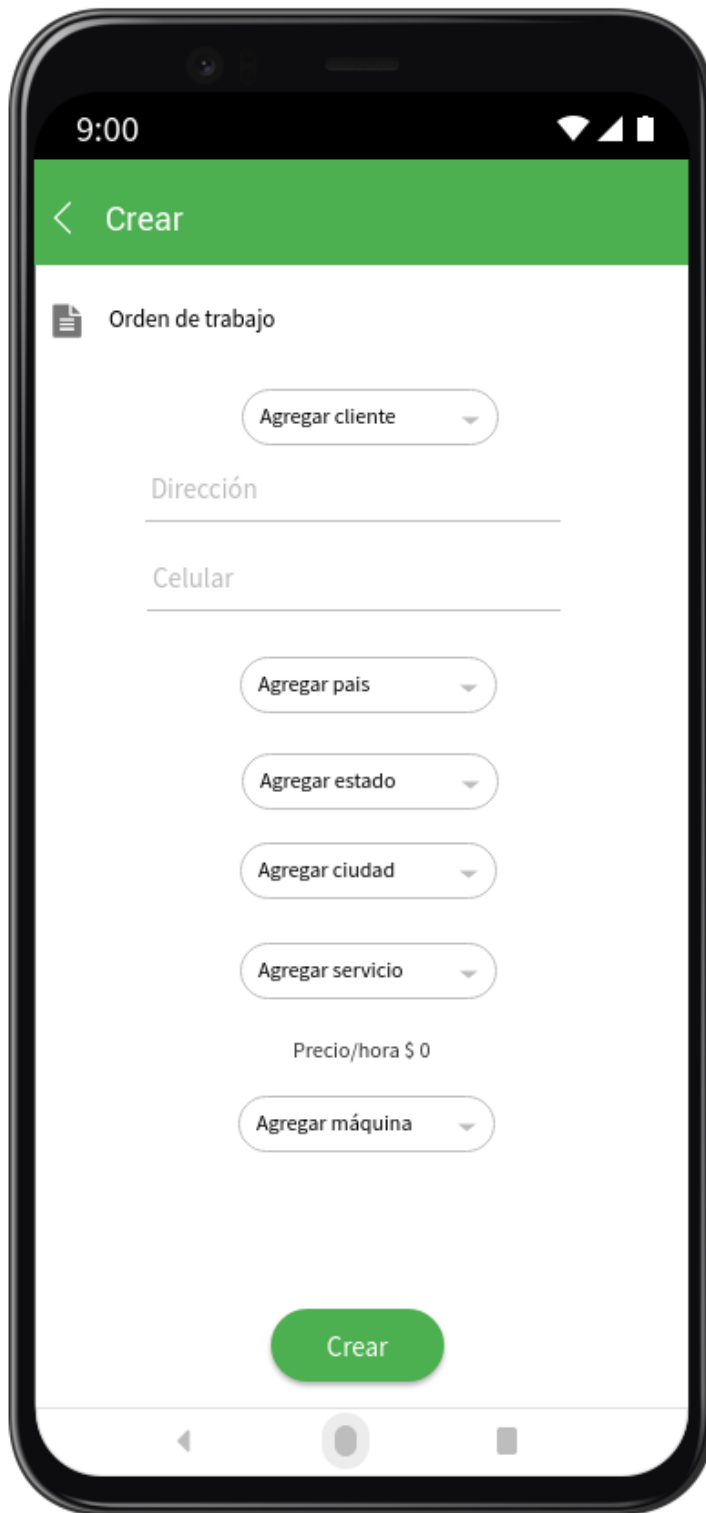 9:00
Crear
Orden de trabajo
Agregar cliente
Dirección
Celular
Agregar pais
Agregar estado
Agregar ciudad
Agregar servicio
Precio/hora $ 0
Agregar máquina
Crear